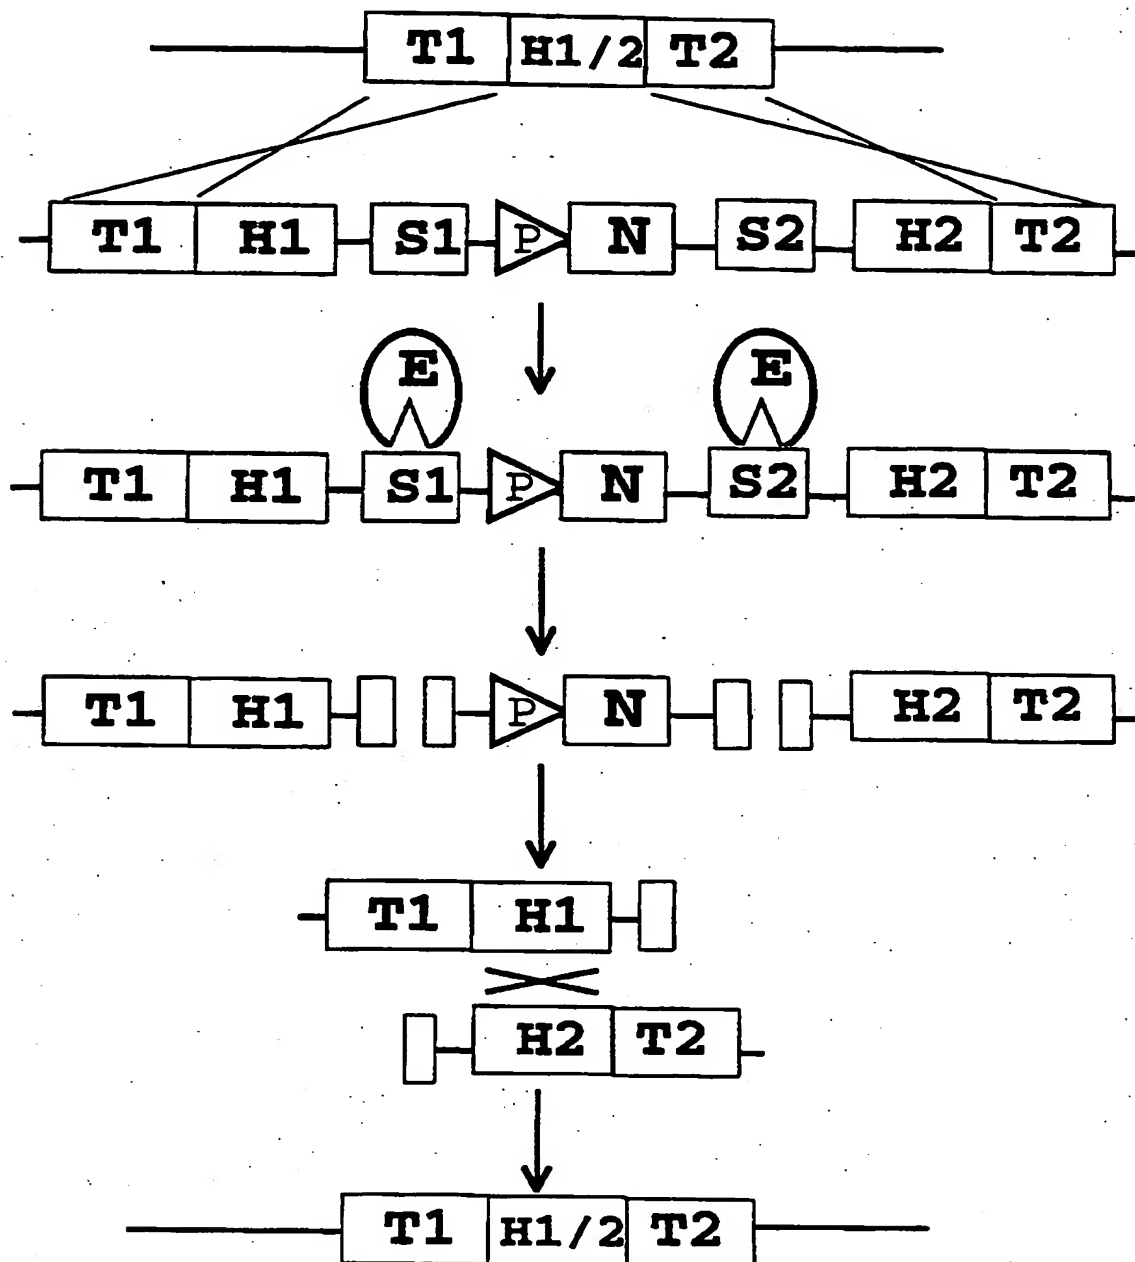 T1 H1/2 T2
T1 H1 S1 P N S2 H2 T2
E E
T1 H1 S1 P N S2 H2 T2
T1 H1 P N H2 T2
T1 H1
H2 T2
T1 H1/2 T2